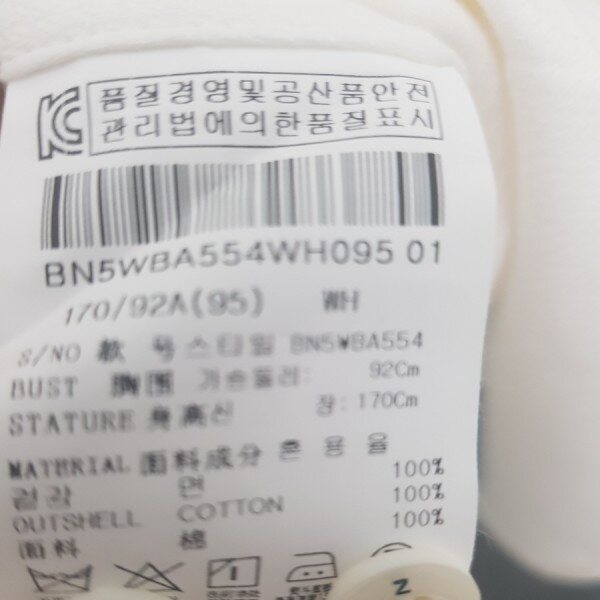 KC 품질경영및공산품안전
관리법에의한품질표시
BN5WBA554WH095 01
170/92A(95) WH
S/NO 款 号 스타일 BN5WBA554
BUST 胸围 가슴둘레: 92Cm
STATURE 身高신 장: 170Cm
MATERIAL 面料成分 혼 용 율
겉감 면 100%
OUTSHELL COTTON 100%
面料 棉 100%
Z